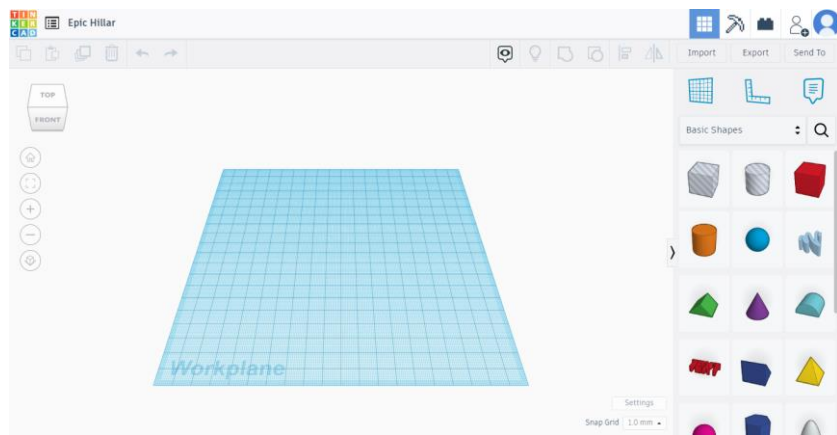 TIN
KER
CAD
Epic Hillar
Import Export Send To
TOP
FRONT
Basic Shapes
Workplane
TEXT
Settings
Snap Grid 1.0 mm